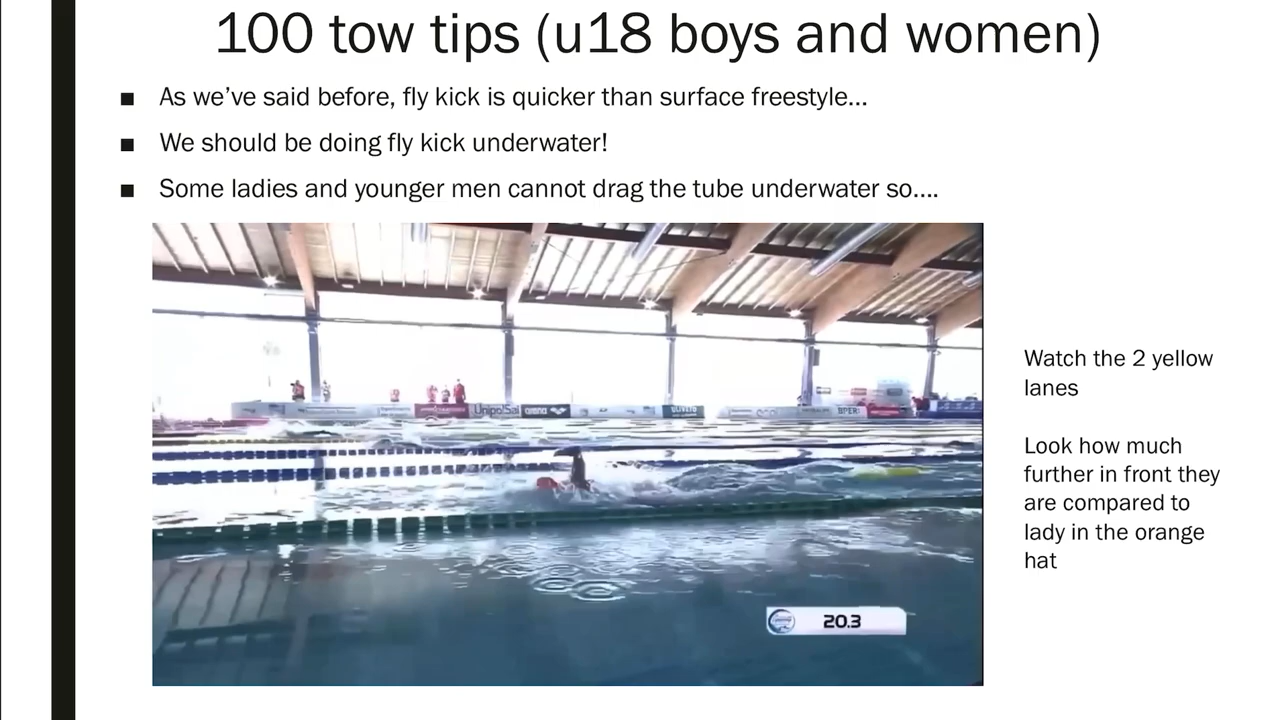 100 tow tips (u18 boys and women)
■ As we’ve said before, fly kick is quicker than surface freestyle…
■ We should be doing fly kick underwater!
■ Some ladies and younger men cannot drag the tube underwater so….
UnipolSai arena BPER:
Watch the 2 yellow
lanes
Look how much
further in front they
are compared to
lady in the orange
hat
20.3